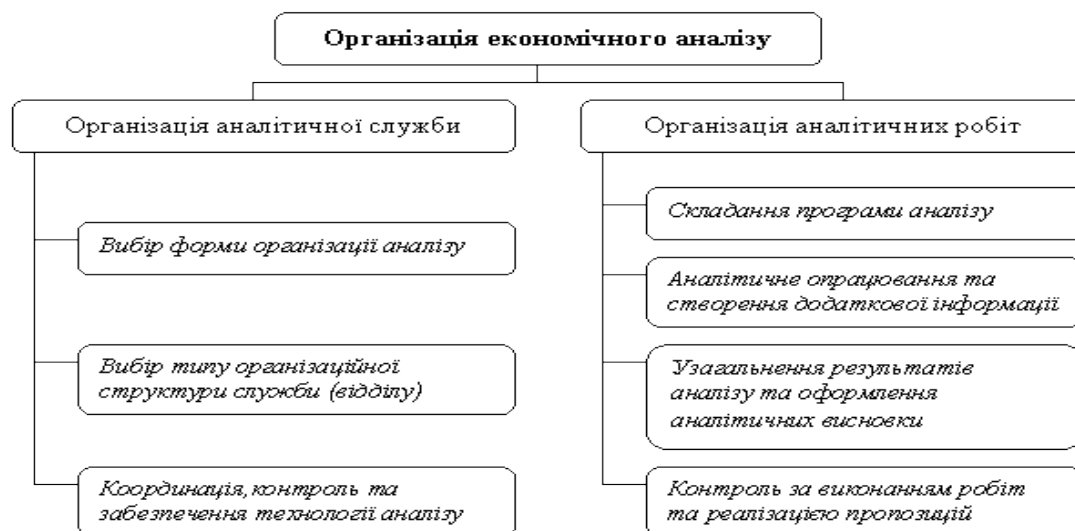 Організація економічного аналізу
Організація аналітичної служби
Вибір форми організації аналізу
Вибір типу організаційної
структури служби (відділу)
Координація, контроль та
забезпечення технології аналізу
Організація аналітичних робіт
Складання програми аналізу
Аналітичне опрацювання та
створення додаткової інформації
Узагальнення результатів
аналізу та оформлення
аналітичних висновки
Контроль за виконанням робіт
та реалізацією пропозицій